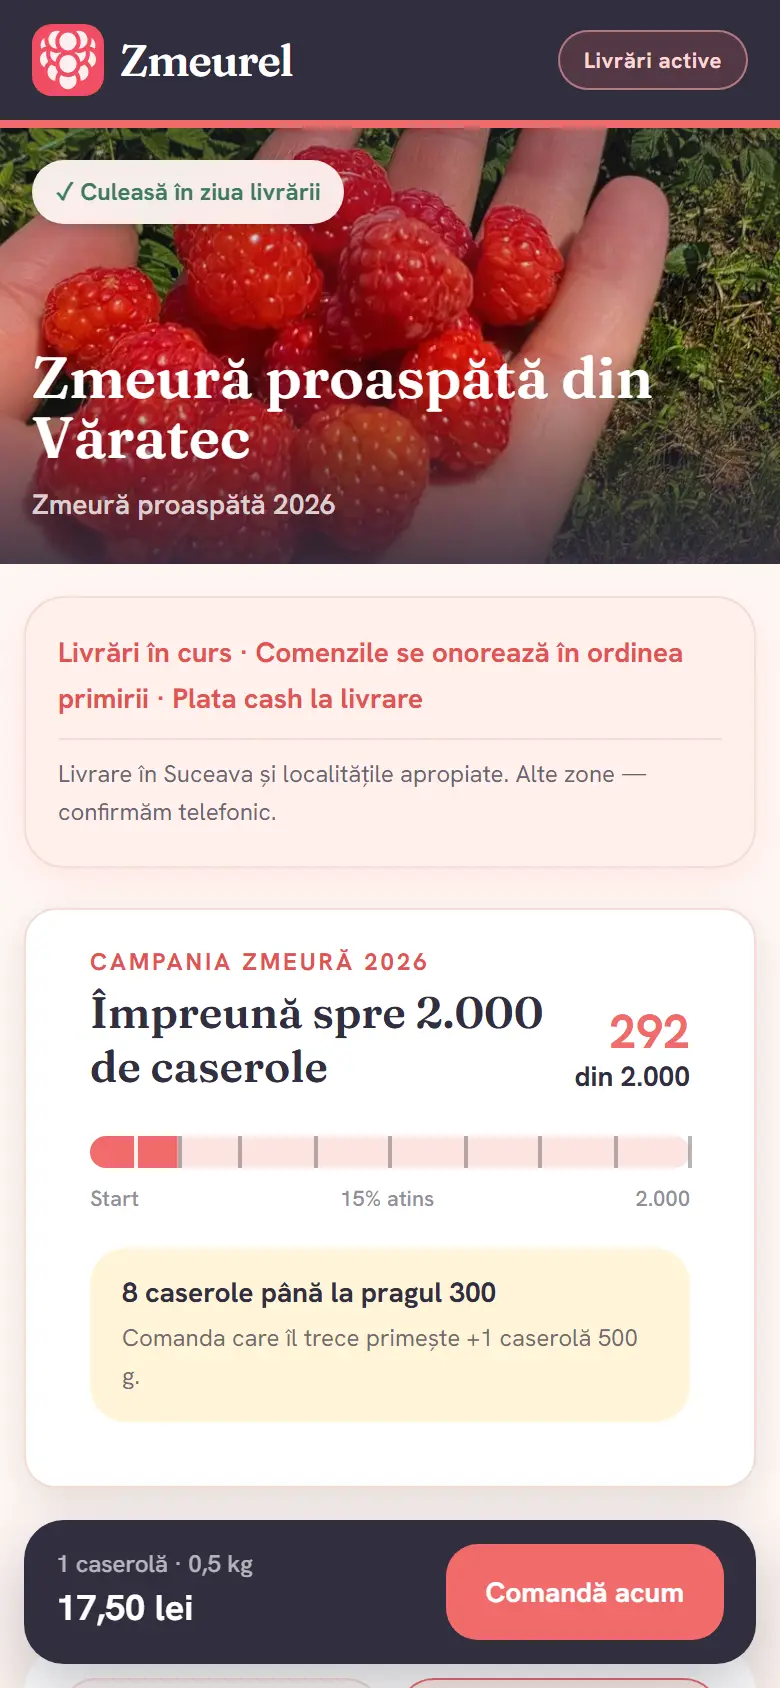 Zmeurel
Livrări active
✓ Culeasă în ziua livrării
Zmeură proaspătă din
Văratec
Zmeură proaspătă 2026
Livrări în curs · Comenzile se onorează în ordinea
primirii · Plata cash la livrare
Livrare în Suceava și localitățile apropiate. Alte zone —
confirmăm telefonic.
CAMPANIA ZMEURĂ 2026
Împreună spre 2.000
de caserole
292
din 2.000
Start
15% atins
2.000
8 caserole până la pragul 300
Comanda care îl trece primește +1 caserolă 500
g.
1 caserolă · 0,5 kg
17,50 lei
Comandă acum